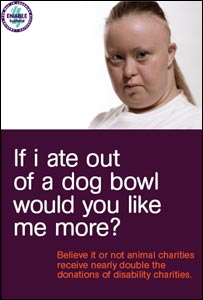 ENABLE
Scotland
If i ate out
of a dog bowl
would you like
me more?
Believe it or not animal charities
receive nearly double the
donations of disability charities.